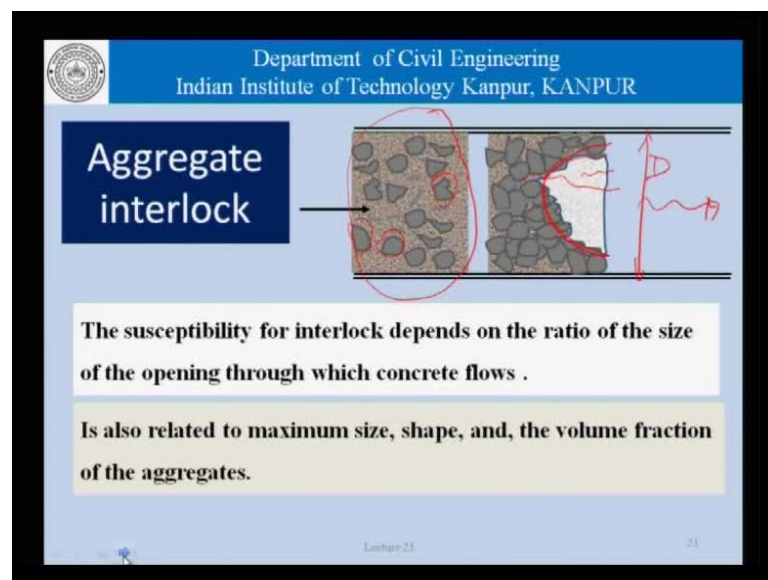 Department of Civil Engineering
Indian Institute of Technology Kanpur, KANPUR
Aggregate
interlock
D
The susceptibility for interlock depends on the ratio of the size
of the opening through which concrete flows .
Is also related to maximum size, shape, and, the volume fraction
of the aggregates.
Lecture 21
21